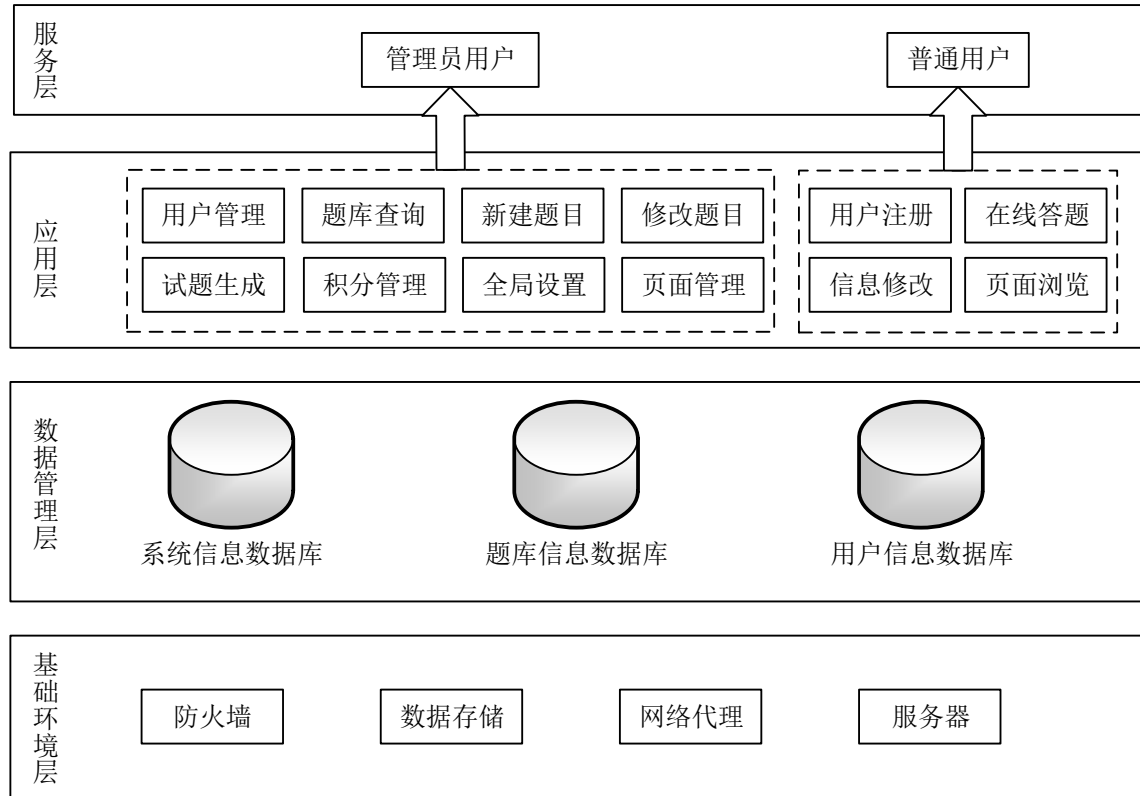 服务层
管理员用户
普通用户
应用层
用户管理
题库查询
新建题目
修改题目
试题生成
积分管理
全局设置
页面管理
用户注册
在线答题
信息修改
页面浏览
数据管理层
系统信息数据库
题库信息数据库
用户信息数据库
基础环境层
防火墙
数据存储
网络代理
服务器